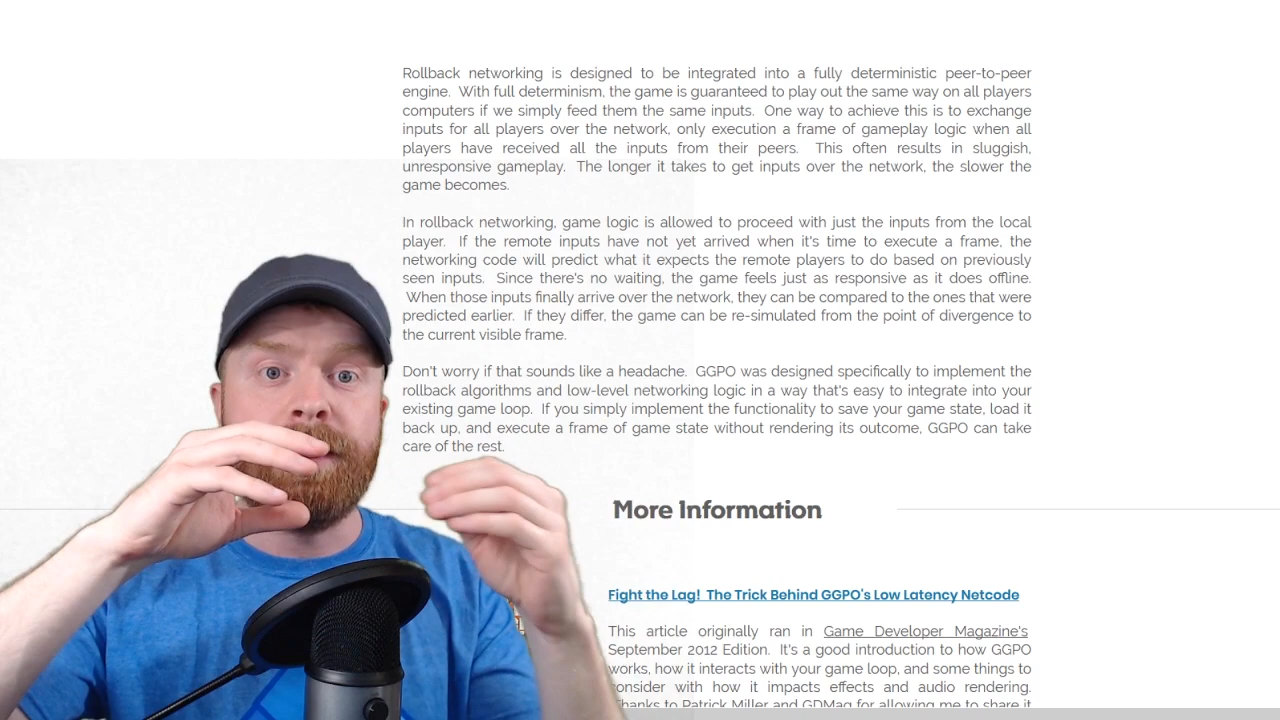 Rollback networking is designed to be integrated into a fully deterministic peer-to-peer
engine. With full determinism, the game is guaranteed to play out the same way on all players
computers if we simply feed them the same inputs. One way to achieve this is to exchange
inputs for all players over the network, only execution a frame of gameplay logic when all
players have received all the inputs from their peers. This often results in sluggish,
unresponsive gameplay. The longer it takes to get inputs over the network, the slower the
game becomes.
In rollback networking, game logic is allowed to proceed with just the inputs from the local
player. If the remote inputs have not yet arrived when it's time to execute a frame, the
networking code will predict what it expects the remote players to do based on previously
seen inputs. Since there's no waiting, the game feels just as responsive as it does offline.
When those inputs finally arrive over the network, they can be compared to the ones that were
predicted earlier. If they differ, the game can be re-simulated from the point of divergence to
the current visible frame.
Don't worry if that sounds like a headache. GGPO was designed specifically to implement the
rollback algorithms and low-level networking logic in a way that's easy to integrate into your
existing game loop. If you simply implement the functionality to save your game state, load it
back up, and execute a frame of game state without rendering its outcome, GGPO can take
care of the rest.
More Information
Fight the Lag! The Trick Behind GGPO's Low Latency Netcode
This article originally ran in Game Developer Magazine's
September 2012 Edition. It's a good introduction to how GGPO
works, how it interacts with your game loop, and some things to
consider with how it impacts effects and audio rendering.
Thanks to Patrick Miller and GDMag for allowing me to share it